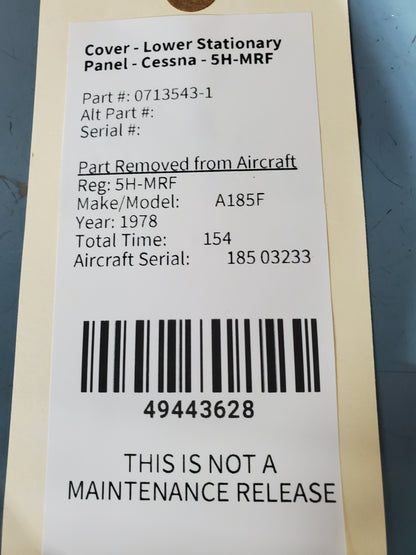 Cover - Lower Stationary
Panel - Cessna - 5H-MRF
Part #: 0713543-1
Alt Part #:
Serial #:
Part Removed from Aircraft
Reg: 5H-MRF
Make/Model: A185F
Year: 1978
Total Time: 154
Aircraft Serial: 185 03233
49443628
THIS IS NOT A
MAINTENANCE RELEASE